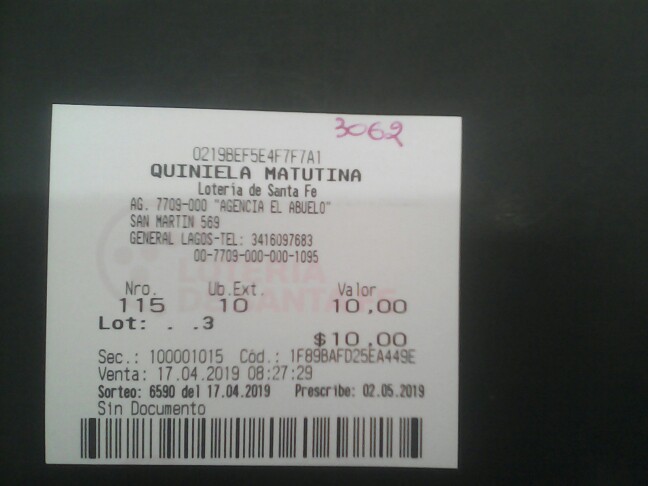 3062
0219BEF5E4F7F7A1
QUINIELA MATUTINA
Lotería de Santa Fe
AG. 7709-000 "AGENCIA EL ABUELO"
SAN MARTIN 569
GENERAL LAGOS-TEL: 3416097683
00-7709-000-000-1095
LOTERIA
DE SANTA FE
Nro. Ub.Ext. Valor
115 10 10,00
Lot: . .3
$10,00
Sec.: 100001015 Cód.: 1F89BAFD25EA449E
Venta: 17.04.2019 08:27:29
Sorteo: 6590 del 17.04.2019 Prescribe: 02.05.2019
Sin Documento